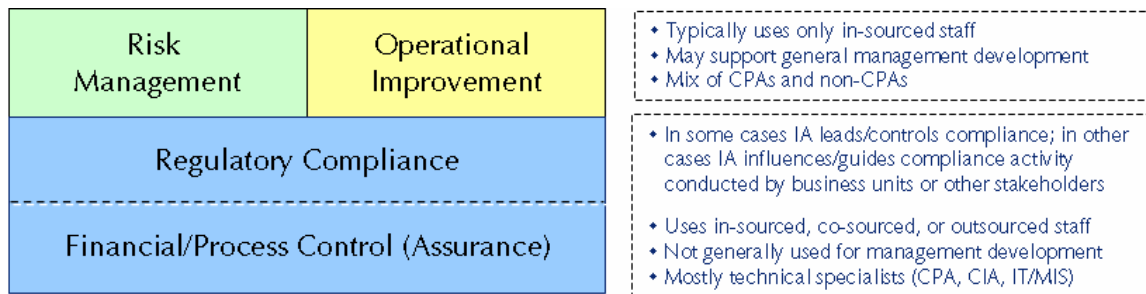 Risk
Management
Operational
Improvement
Regulatory Compliance
Financial/Process Control (Assurance)
• Typically uses only in-sourced staff
• May support general management development
• Mix of CPAs and non-CPAs
• In some cases IA leads/controls compliance; in other
cases IA influences/guides compliance activity
conducted by business units or other stakeholders
• Uses in-sourced, co-sourced, or outsourced staff
• Not generally used for management development
• Mostly technical specialists (CPA, CIA, IT/MIS)